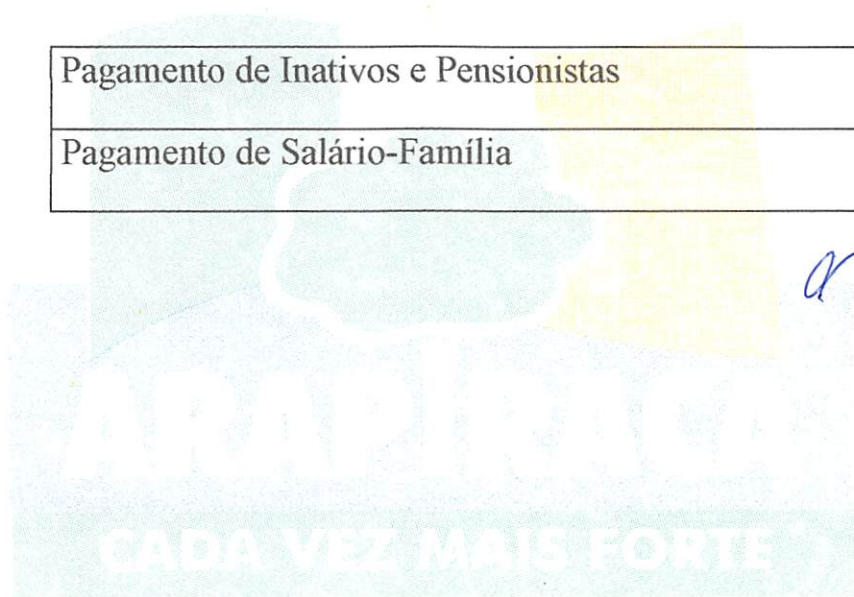 Pagamento de Inativos e Pensionistas
Pagamento de Salário-Família
ARAPIRACA
CADA VEZ MAIS FORTE